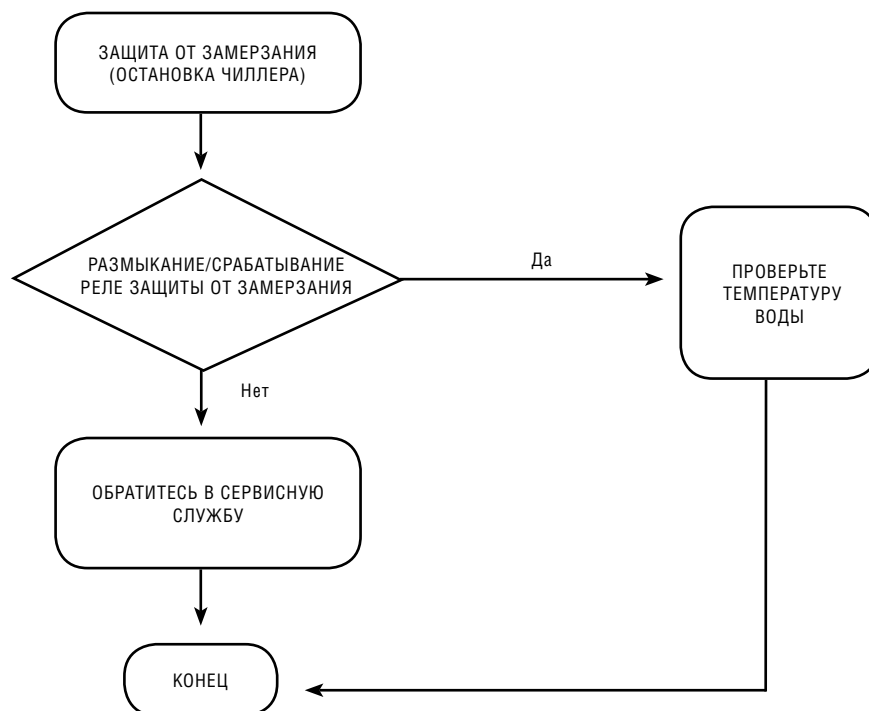 ЗАЩИТА ОТ ЗАМЕРЗАНИЯ
(ОСТАНОВКА ЧИЛЛЕРА)
РАЗМЫКАНИЕ/СРАБАТЫВАНИЕ
РЕЛЕ ЗАЩИТЫ ОТ ЗАМЕРЗАНИЯ
Да
ПРОВЕРЬТЕ
ТЕМПЕРАТУРУ
ВОДЫ
Нет
ОБРАТИТЕСЬ В СЕРВИСНУЮ
СЛУЖБУ
КОНЕЦ